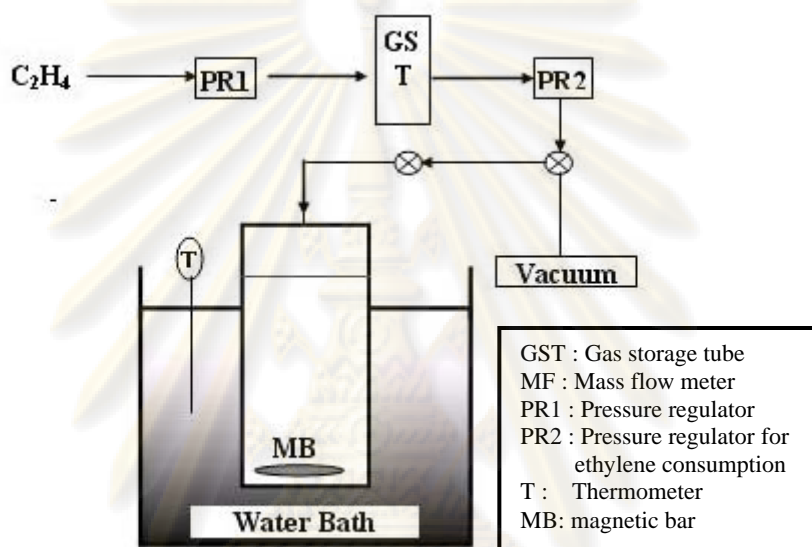 C₂H₄
PR1
GS
T
PR2
T
Vacuum
MB
Water Bath
GST : Gas storage tube
MF : Mass flow meter
PR1 : Pressure regulator
PR2 : Pressure regulator for
ethylene consumption
T : Thermometer
MB: magnetic bar